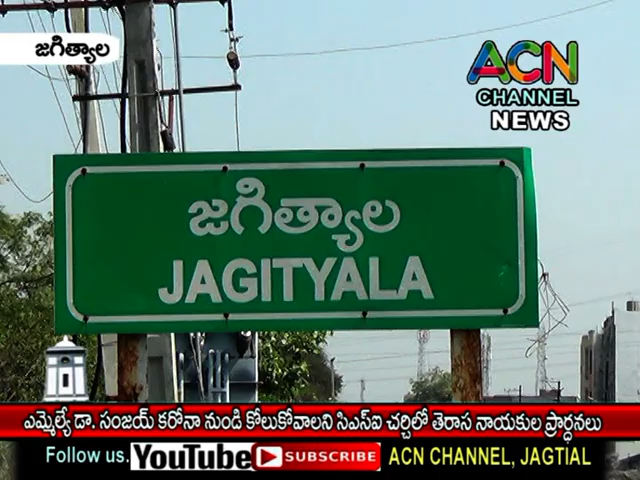 జగిత్యాల
ACN
CHANNEL
NEWS
జగిత్యాల
JAGITYALA
ఎమ్మెల్యే డా. సంజయ్ కరోనా నుండి కోలుకోవాలని సిఎస్ఐ చర్చిలో తెరాస నాయకుల ప్రార్ధనలు
Follow us. YouTube SUBSCRIBE ACN CHANNEL, JAGTIAL